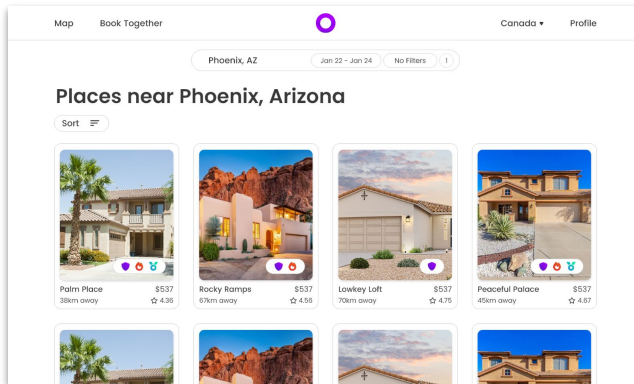 Map Book Together Canada ▾ Profile
Phoenix, AZ Jan 22 - Jan 24 No Filters 1
Places near Phoenix, Arizona
Sort
Palm Place $537
38km away ☆ 4.36
Rocky Ramps $537
67km away ☆ 4.56
Lowkey Loft $537
70km away ☆ 4.75
Peaceful Palace $537
45km away ☆ 4.67